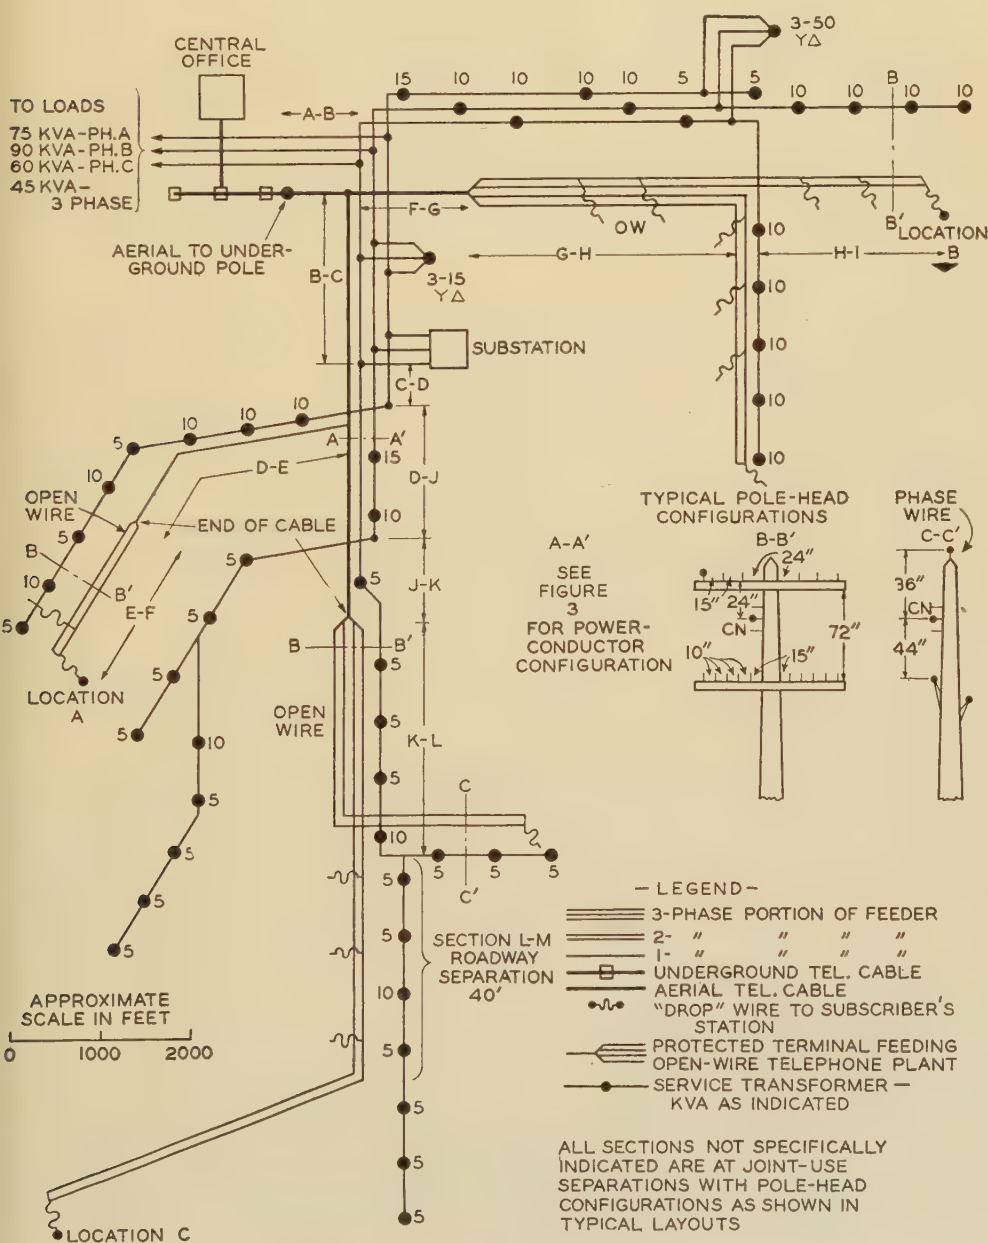 CENTRAL
OFFICE
TO LOADS
75 KVA-PH.A
90 KVA-PH.B
60 KVA-PH.C
45 KVA-
3 PHASE
A-B
AERIAL TO UNDER-
GROUND POLE
F-G
B-C
3-15
Y∆
SUBSTATION
C-D
3-50
Y∆
15
10
10
10
10
5
5
10
10
B
10
10
OW
B'
LOCATION
B
G-H
H-I
10
10
10
10
10
5
10
10
10
A
A'
15
D-E
D-J
10
10
OPEN
WIRE
END OF CABLE
5
B
10
B'
E-F
5
LOCATION
A
5
5
5
5
10
5
5
5
5
5
J-K
B
B'
5
OPEN
WIRE
5
K-L
5
10
C
5
5
5
C'
5
5
10
5
5
5
5
SECTION L-M
ROADWAY
SEPARATION
40'
LOCATION C
APPROXIMATE
SCALE IN FEET
0
1000
2000
TYPICAL POLE-HEAD
CONFIGURATIONS
A-A'
SEE
FIGURE
3
FOR POWER-
CONDUCTOR
CONFIGURATION
B-B'
24"
15"
24"
CN
72"
10"
15"
PHASE
WIRE
C-C'
36"
CN
44"
- LEGEND -
3-PHASE PORTION OF FEEDER
2- " " " "
1- " " " "
UNDERGROUND TEL. CABLE
AERIAL TEL. CABLE
"DROP" WIRE TO SUBSCRIBER'S
STATION
PROTECTED TERMINAL FEEDING
OPEN-WIRE TELEPHONE PLANT
SERVICE TRANSFORMER —
KVA AS INDICATED
ALL SECTIONS NOT SPECIFICALLY
INDICATED ARE AT JOINT-USE
SEPARATIONS WITH POLE-HEAD
CONFIGURATIONS AS SHOWN IN
TYPICAL LAYOUTS